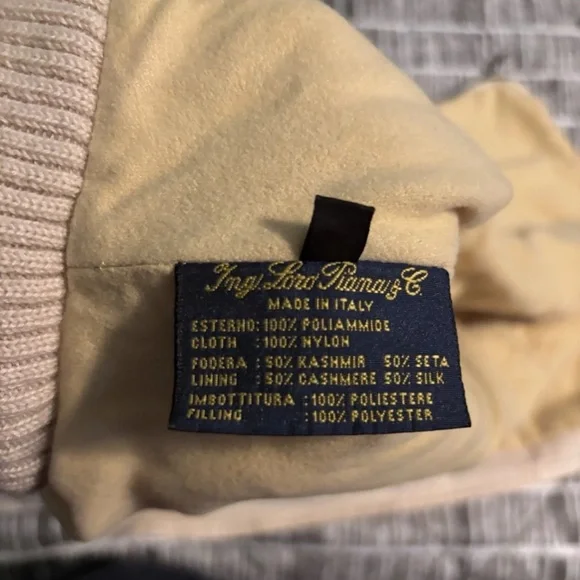 Ing. Loro Piana & C.
MADE IN ITALY
ESTERNO: 100% POLIAMMIDE
CLOTH : 100% NYLON
FODERA : 50% KASHMIR 50% SETA
LINING : 50% CASHMERE 50% SILK
IMBOTTITURA : 100% POLIESTERE
FILLING : 100% POLYESTER